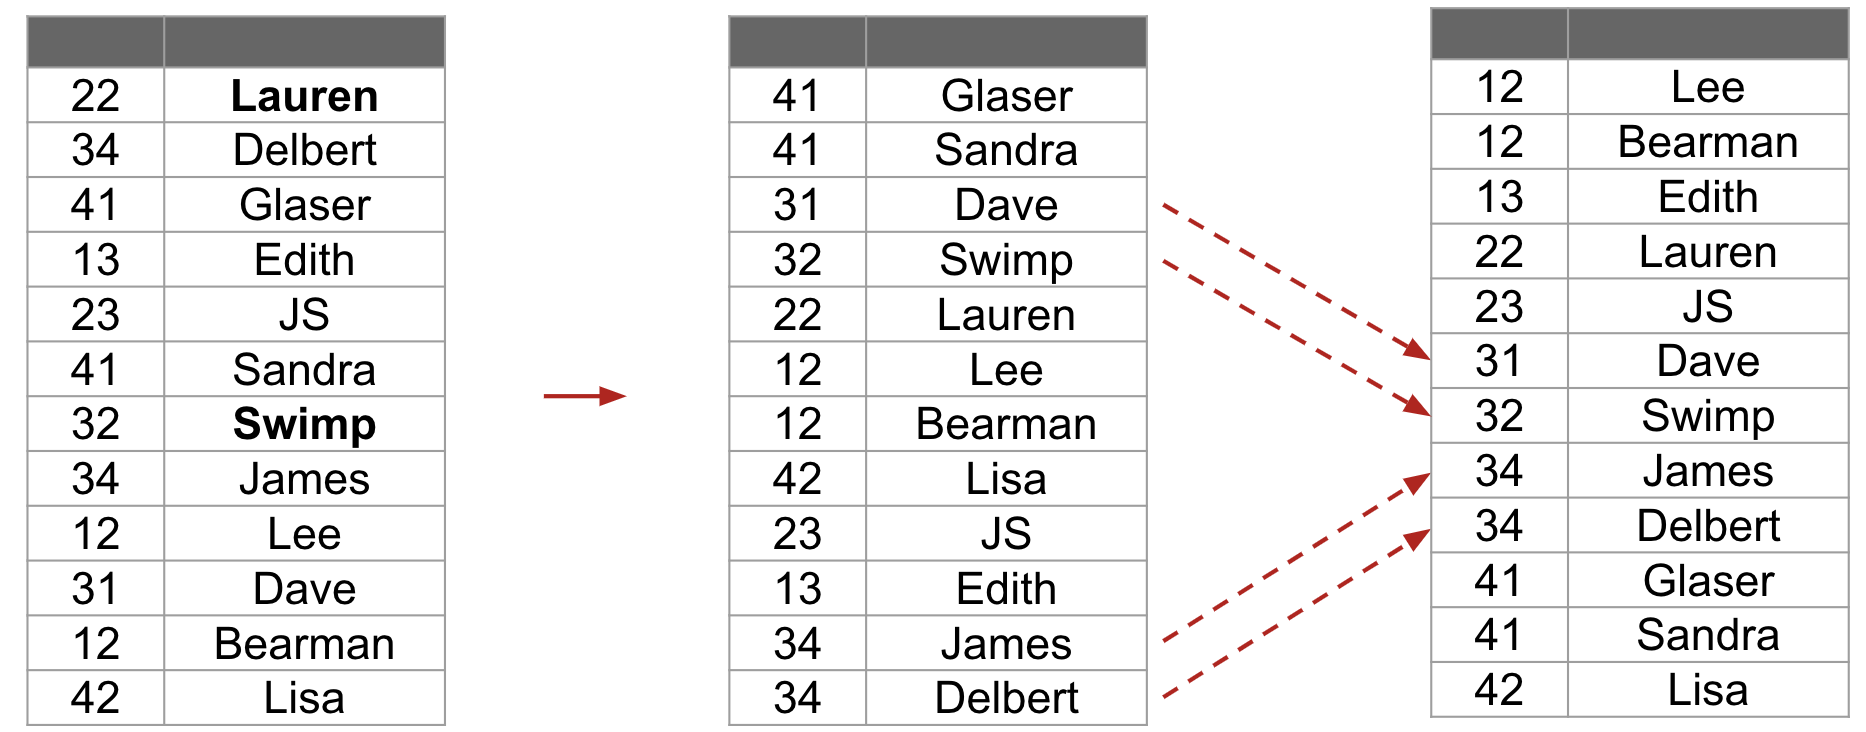 22 Lauren
34 Delbert
41 Glaser
13 Edith
23 JS
41 Sandra
32 Swimp
34 James
12 Lee
31 Dave
12 Bearman
42 Lisa
41 Glaser
41 Sandra
31 Dave
32 Swimp
22 Lauren
12 Lee
12 Bearman
42 Lisa
23 JS
13 Edith
34 James
34 Delbert
12 Lee
12 Bearman
13 Edith
22 Lauren
23 JS
31 Dave
32 Swimp
34 James
34 Delbert
41 Glaser
41 Sandra
42 Lisa